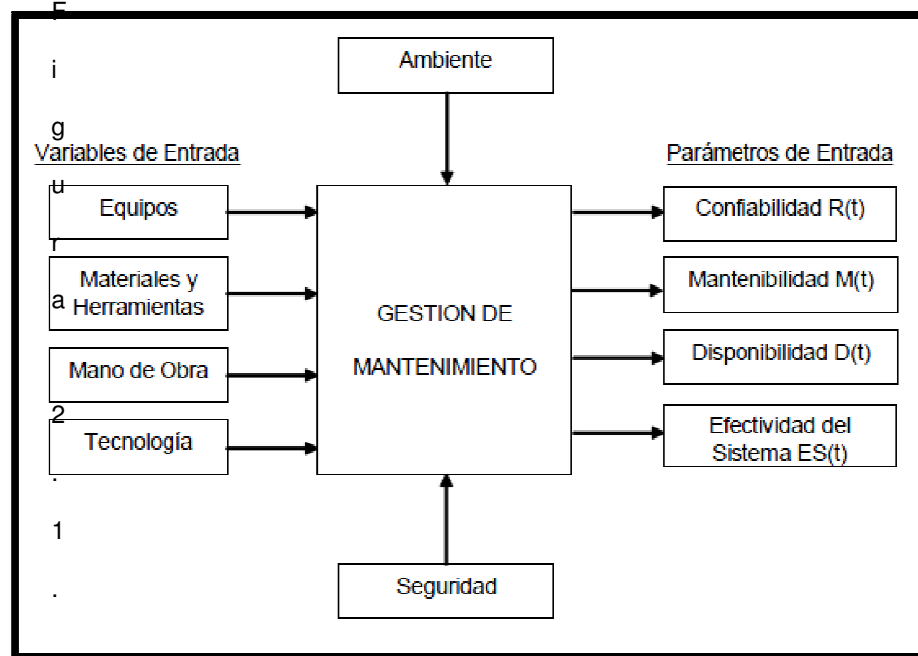 Figura 2.1.
Ambiente
Variables de Entrada
Parámetros de Entrada
Equipos
Materiales y
Herramientas
Mano de Obra
Tecnología
GESTION DE
MANTENIMIENTO
Confiabilidad R(t)
Mantenibilidad M(t)
Disponibilidad D(t)
Efectividad del
Sistema ES(t)
Seguridad